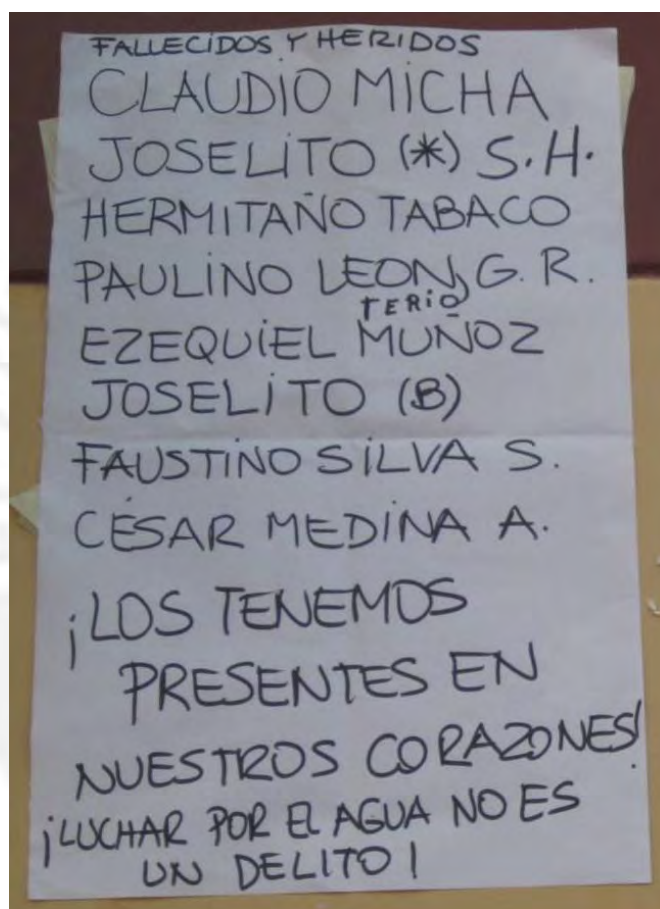 FALLECIDOS Y HERIDOS
CLAUDIO MICHA
JOSELITO (*) S.H.
HERMITAÑO TABACO
PAULINO LEON, G. R.
TERIO
EZEQUIEL MUÑOZ
JOSELITO (B)
FAUSTINO SILVA S.
CÉSAR MEDINA A.
¡LOS TENEMOS
PRESENTES EN
NUESTROS CORAZONES!
¡LUCHAR POR EL AGUA NO ES
UN DELITO!